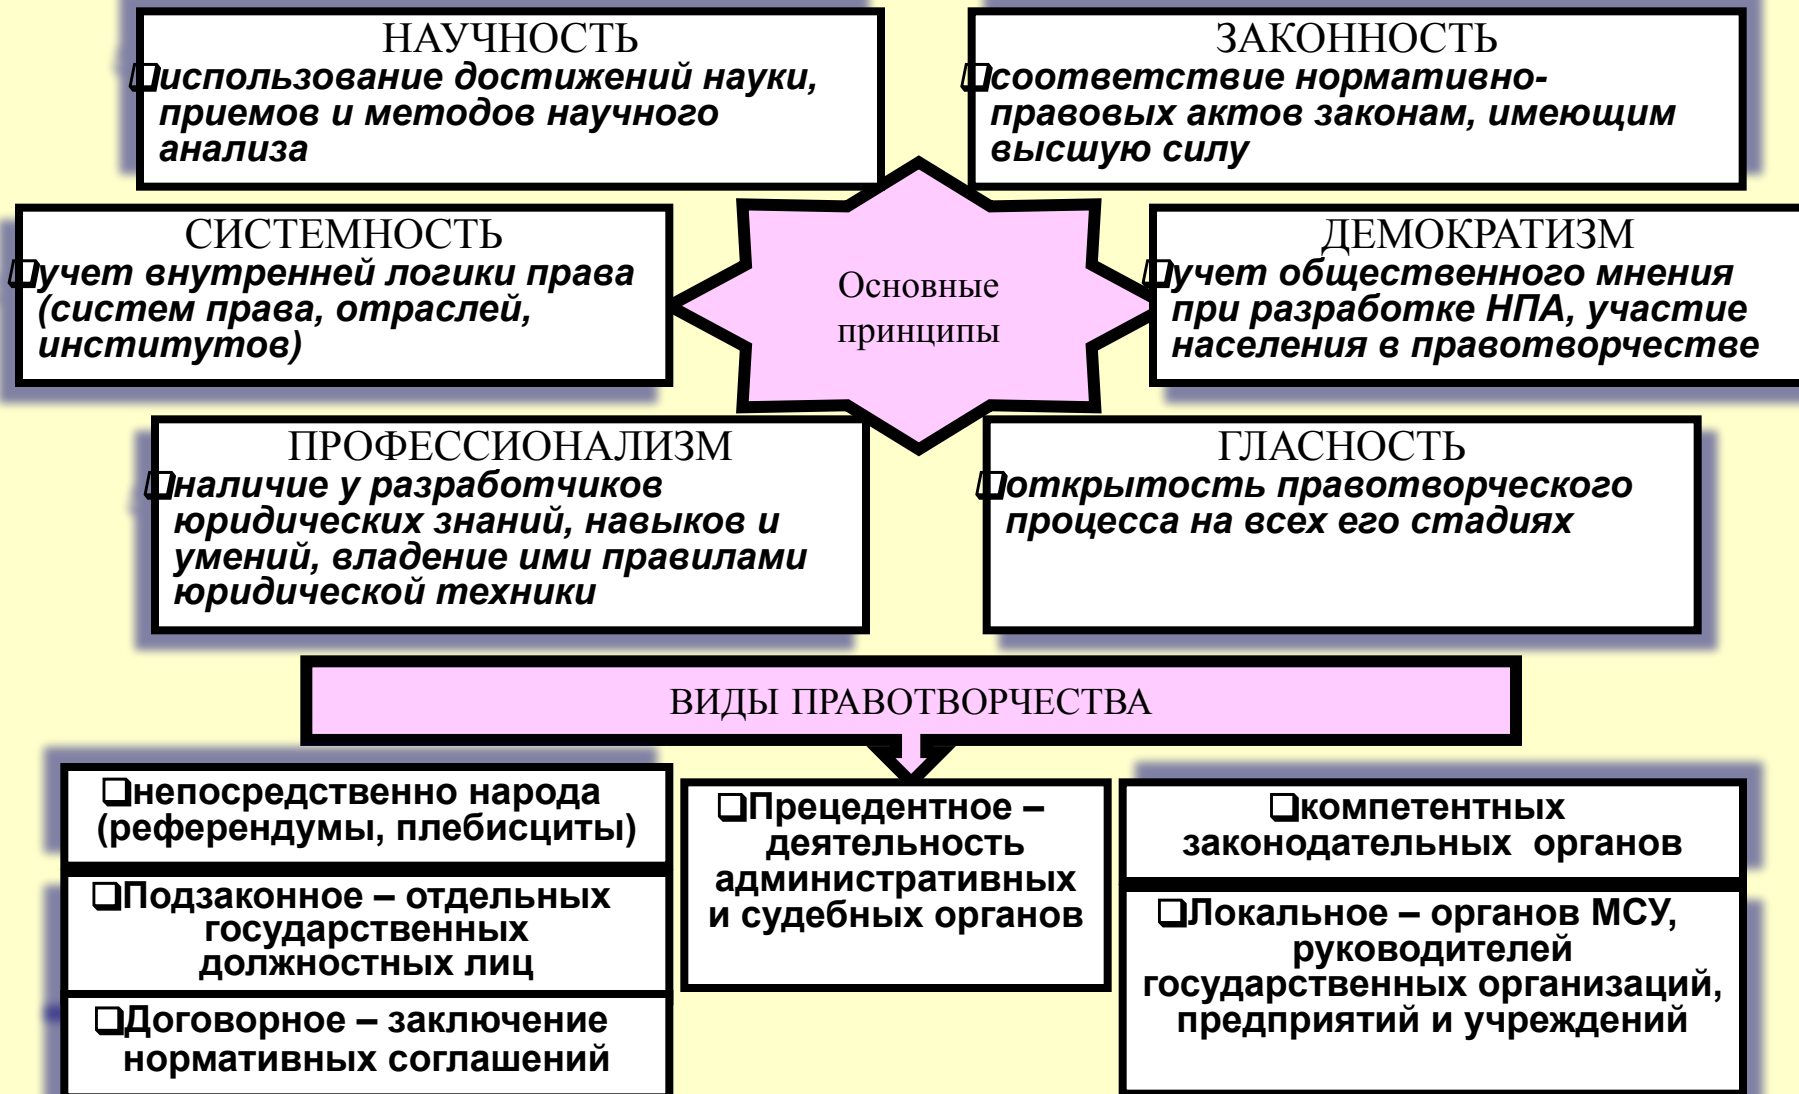 НАУЧНОСТЬ
❑использование достижений науки,
приемов и методов научного
анализа
ЗАКОННОСТЬ
❑соответствие нормативно-
правовых актов законам, имеющим
высшую силу
СИСТЕМНОСТЬ
❑учет внутренней логики права
(систем права, отраслей,
институтов)
Основные
принципы
ДЕМОКРАТИЗМ
❑учет общественного мнения
при разработке НПА, участие
населения в правотворчестве
ПРОФЕССИОНАЛИЗМ
❑наличие у разработчиков
юридических знаний, навыков и
умений, владение ими правилами
юридической техники
ГЛАСНОСТЬ
❑открытость правотворческого
процесса на всех его стадиях
ВИДЫ ПРАВОТВОРЧЕСТВА
❑непосредственно народа
(референдумы, плебисциты)
❑Подзаконное – отдельных
государственных
должностных лиц
❑Договорное – заключение
нормативных соглашений
❑Прецедентное –
деятельность
административных
и судебных органов
❑компетентных
законодательных органов
❑Локальное – органов МСУ,
руководителей
государственных организаций,
предприятий и учреждений